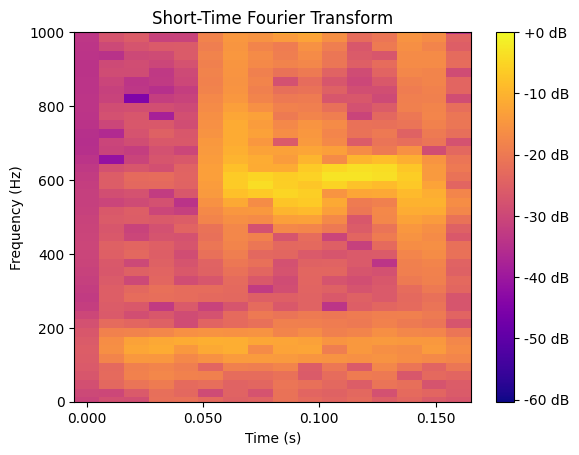 Short-Time Fourier Transform
1000
800
600
400
200
0
Frequency (Hz)
0.000
0.050
0.100
0.150
Time (s)
+0 dB
-10 dB
-20 dB
-30 dB
-40 dB
-50 dB
-60 dB